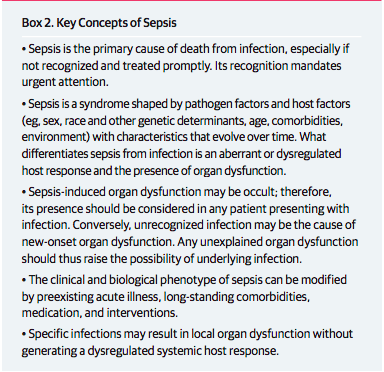 Box 2. Key Concepts of Sepsis
• Sepsis is the primary cause of death from infection, especially if
not recognized and treated promptly. Its recognition mandates
urgent attention.
• Sepsis is a syndrome shaped by pathogen factors and host factors
(eg, sex, race and other genetic determinants, age, comorbidities,
environment) with characteristics that evolve over time. What
differentiates sepsis from infection is an aberrant or dysregulated
host response and the presence of organ dysfunction.
• Sepsis-induced organ dysfunction may be occult; therefore,
its presence should be considered in any patient presenting with
infection. Conversely, unrecognized infection may be the cause of
new-onset organ dysfunction. Any unexplained organ dysfunction
should thus raise the possibility of underlying infection.
• The clinical and biological phenotype of sepsis can be modified
by preexisting acute illness, long-standing comorbidities,
medication, and interventions.
• Specific infections may result in local organ dysfunction without
generating a dysregulated systemic host response.